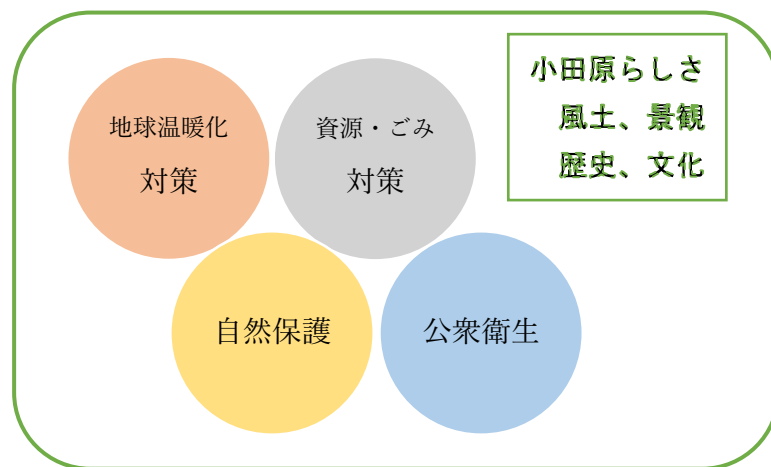 地球温暖化
対策
資源・ごみ
対策
小田原らしさ
風土、景観
歴史、文化
自然保護
公衆衛生